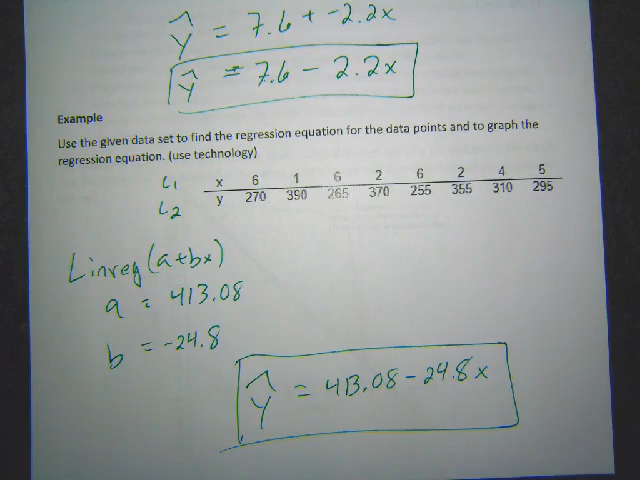 ŷ = 7.6 + -2.2x
ŷ = 7.6 - 2.2x
Example
Use the given data set to find the regression equation for the data points and to graph the
regression equation. (use technology)
L1 x 6 1 6 2 6 2 4 5
L2 y 270 390 265 370 255 355 310 295
Linreg (a+bx)
a = 413.08
b = -24.8
ŷ = 413.08 - 24.8x